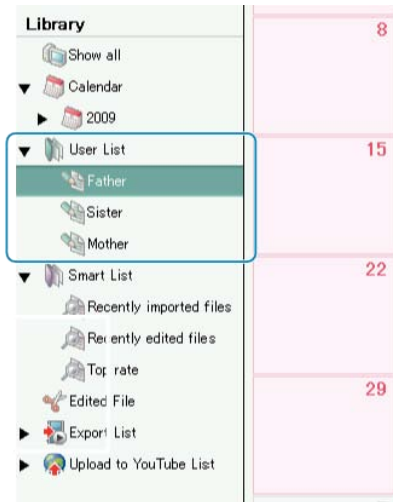 Library
Show all
Calendar
2009
User List
Father
Sister
Mother
Smart List
Recently imported files
Recently edited files
Top rate
Edited File
Export List
Upload to YouTube List
8
15
22
29